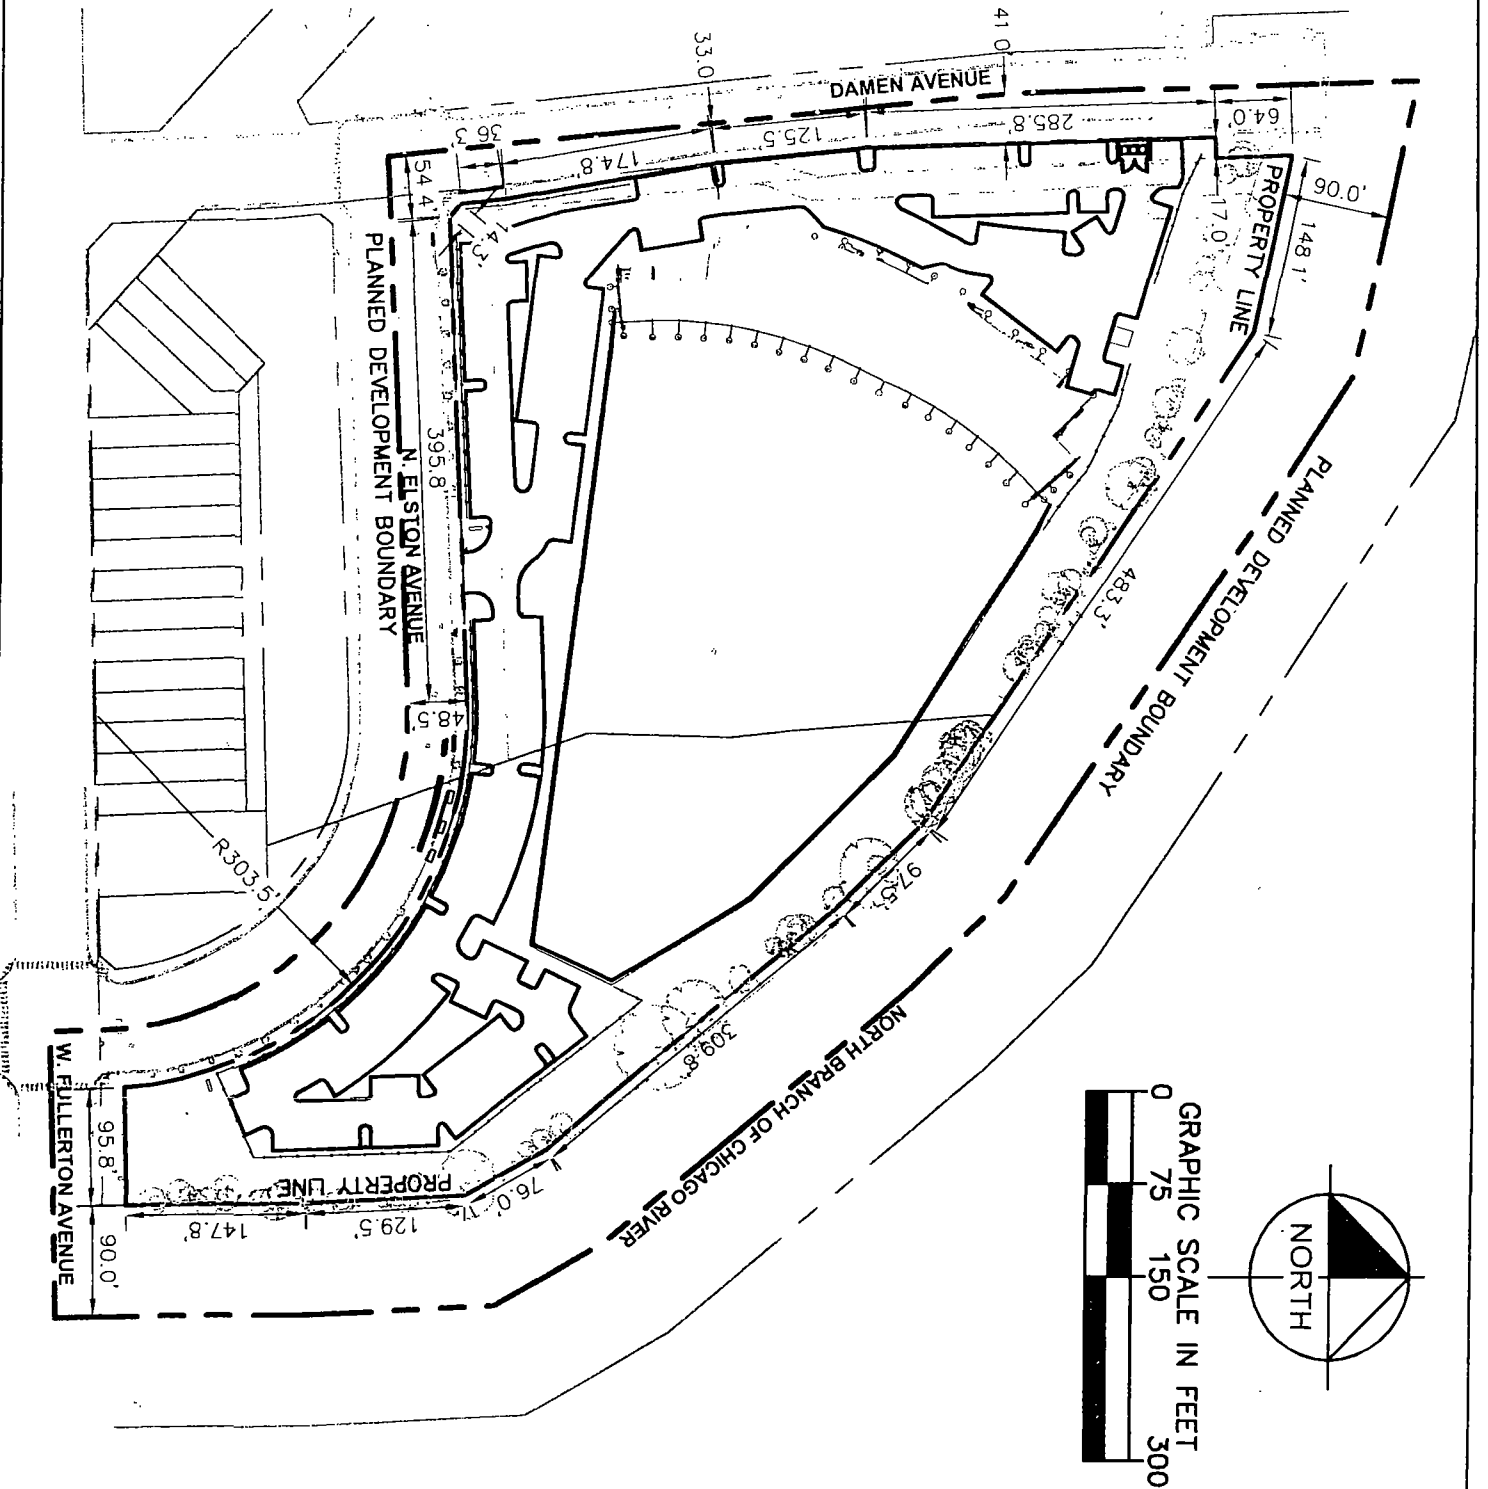 DAMEN AVENUE
41.0
33.0
64.0'
285.8'
125.5
174.8'
36.3
54.4
14.3'
17.0'
90.0'
148.1'
PROPERTY LINE
PLANNED DEVELOPMENT BOUNDARY
N. ELSTON AVENUE
395.8
48.5'
R303.5'
PLANNED DEVELOPMENT BOUNDARY
483.3'
97.5'
309.8'
76.0'
NORTH BRANCH OF CHICAGO RIVER
PROPERTY LINE
129.5'
147.8'
95.8'
90.0'
W. FULLERTON AVENUE
GRAPHIC SCALE IN FEET
0 75 150 300
NORTH